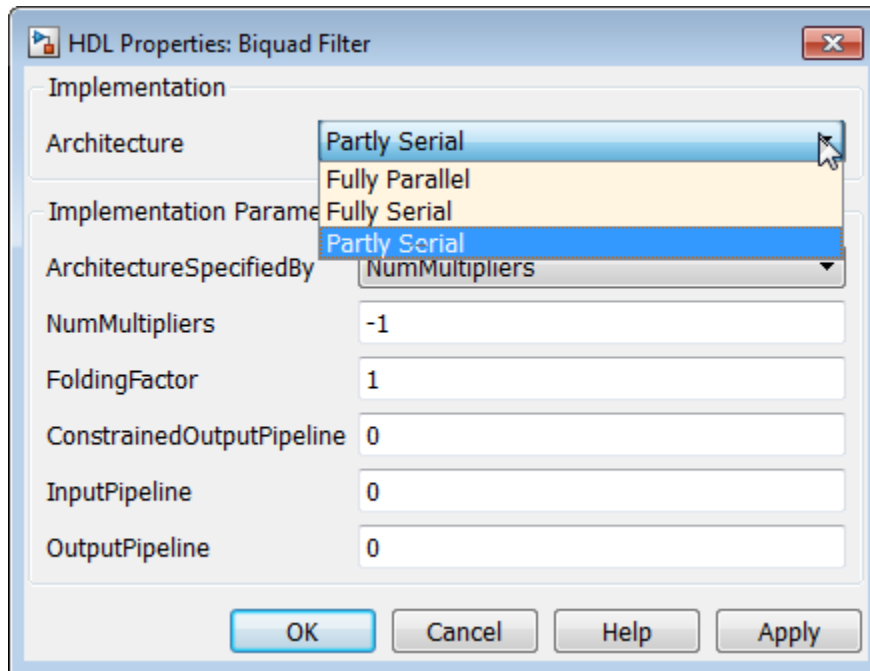 HDL Properties: Biquad Filter
Implementation
Architecture Partly Serial
Fully Parallel
Implementation Parame Fully Serial
Partly Serial
ArchitectureSpecifiedBy NumMultipliers
NumMultipliers -1
FoldingFactor 1
ConstrainedOutputPipeline 0
InputPipeline 0
OutputPipeline 0
OK Cancel Help Apply